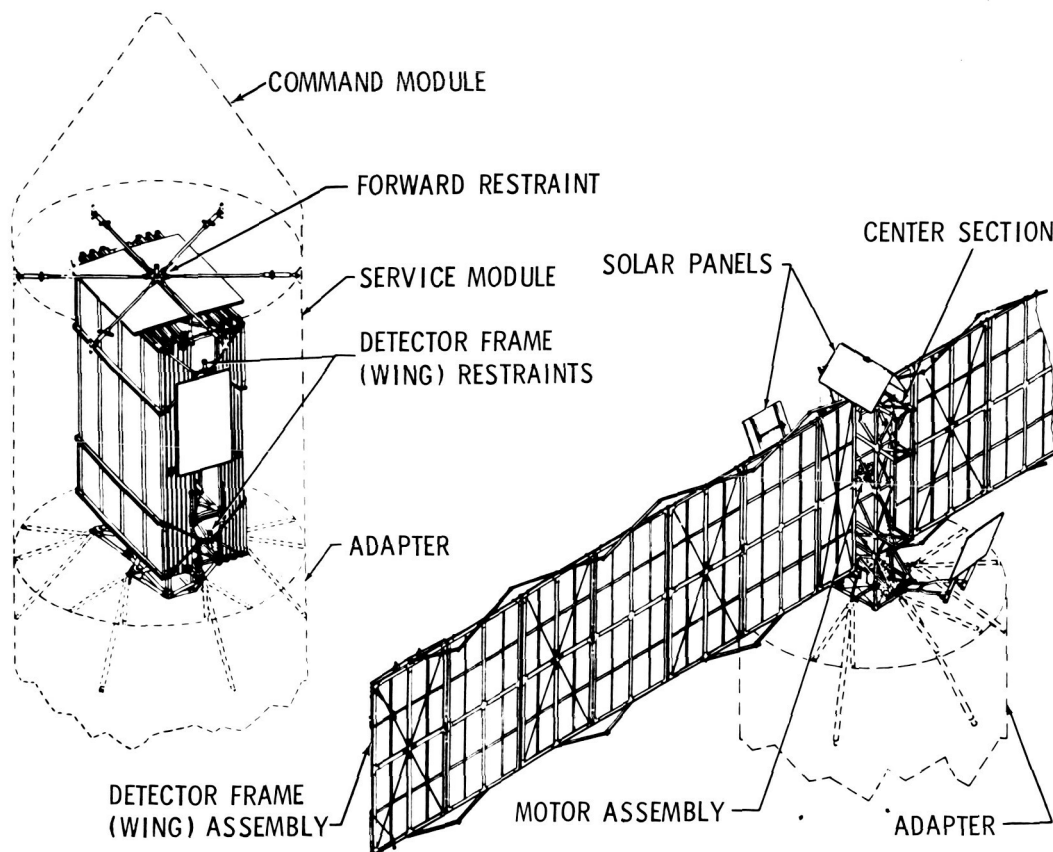 COMMAND MODULE
FORWARD RESTRAINT
SERVICE MODULE
DETECTOR FRAME
(WING) RESTRAINTS
ADAPTER
CENTER SECTION
SOLAR PANELS
DETECTOR FRAME
(WING) ASSEMBLY
MOTOR ASSEMBLY
ADAPTER